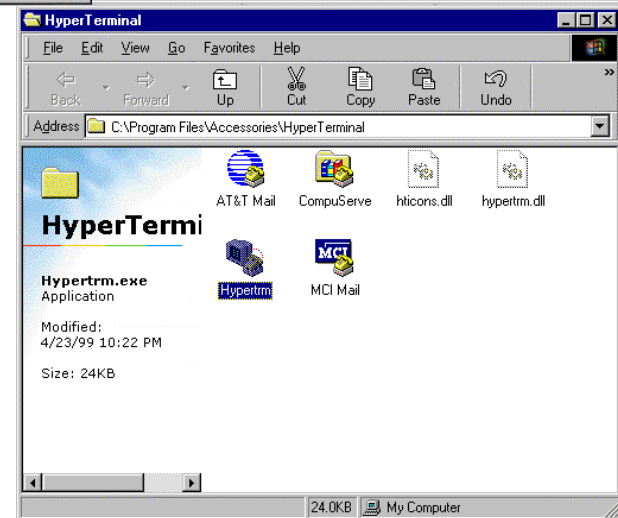 HyperTerminal
File Edit View Go Favorites Help
Back Forward Up Cut Copy Paste Undo »
Address C:\Program Files\Accessories\HyperTerminal
HyperTermi
Hypertrm.exe
Application
Modified:
4/23/99 10:22 PM
Size: 24KB
AT&T Mail CompuServe hticons.dll hypertrm.dll
Hypertrm MCI Mail
MCI
24.0KB My Computer